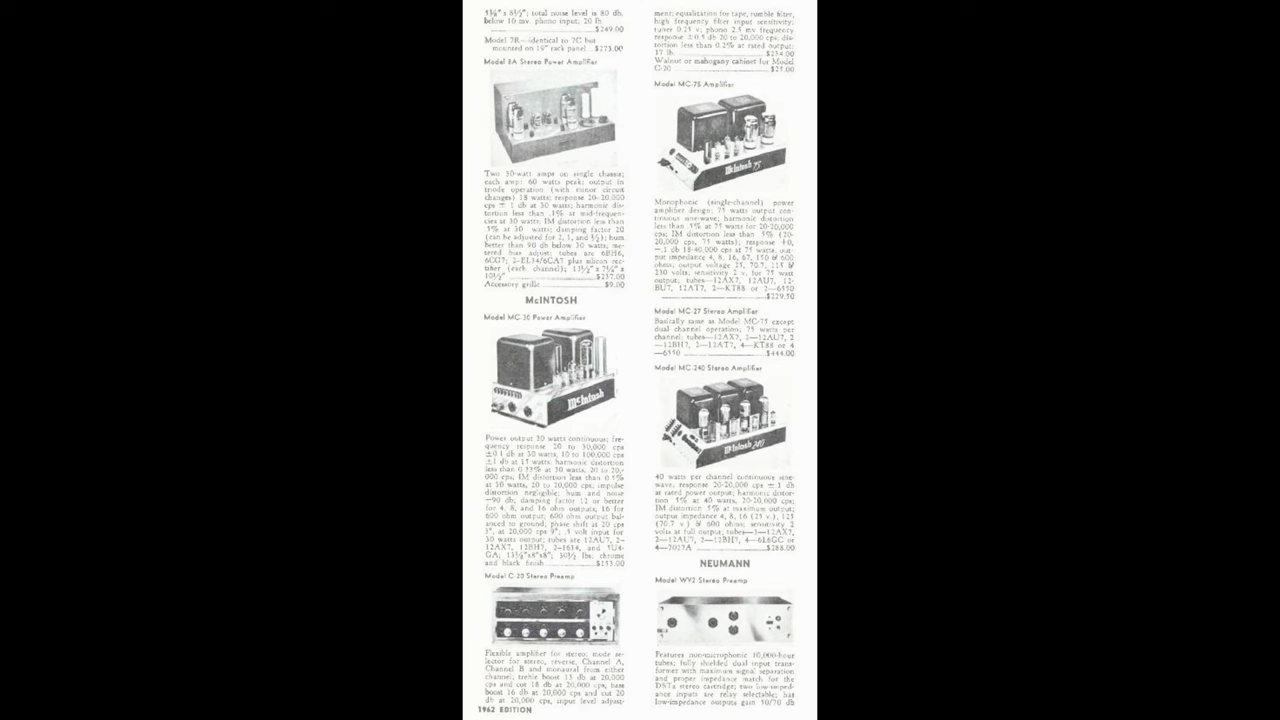 5⅛" x 8½"; total noise level is 80 db.
below 10 mv. phono input; 20 lb.
$249.00
Model 7R—identical to 7C but
mounted on 19" rack panel $273.00
Model 8A Stereo Power Amplifier
Two 30-watt amps on single chassis;
each amp: 60 watts peak; output in
triode operation (with minor circuit
changes) 18 watts; response 20-20,000
cps ± 1 db at 30 watts; harmonic dis-
tortion less than .1% at mid-frequen-
cies at 30 watts; IM distortion less than
.5% at 30 watts; damping factor 20
(can be adjusted for 2, 1, and ½); hum
better than 90 db below 30 watts; me-
tered bias adjust; tubes are 6BH6,
6CG7; 2-EL34/6CA7 plus silicon rec-
tifier (each channel); 13½" x 7¼" x
10½" $237.00
Accessory grille $9.00
McINTOSH
Model MC-30 Power Amplifier
McIntosh
Power output 30 watts continuous; fre-
quency response 20 to 30,000 cps
±0.1 db at 30 watts, 10 to 100,000 cps
±1 db at 15 watts; harmonic distortion
less than 0.33% at 30 watts, 20 to 20,-
000 cps; IM distortion less than 0.5%
at 30 watts, 20 to 20,000 cps; impulse
distortion negligible; hum and noise
—90 db; damping factor 12 or better
for 4, 8, and 16 ohm outputs, 16 for
600 ohm output; 600 ohm output bal-
anced to ground; phase shift at 20 cps
3°, at 20,000 cps 9°; .5 volt input for
30 watts output; tubes are 12AU7, 2-
12AX7, 12BH7, 2-1614, and 5U4-
GA; 13½"x8"x8"; 30½ lbs; chrome
and black finish $153.00
Model C-20 Stereo Preamp
Flexible amplifier for stereo; mode se-
lector for stereo, reverse, Channel A,
Channel B and monaural from either
channel; treble boost 15 db at 20,000
cps and cut 18 db at 20,000 cps, bass
boost 16 db at 20,000 cps and cut 20
db at 20,000 cps, input level adjust-
1962 EDITION
ment; equalization for tape, rumble filter,
high frequency filter input sensitivity;
tuner 0.25 v; phono 2.5 mv frequency
response ±0.5 db 20 to 20,000 cps; dis-
tortion less than 0.2% at rated output;
17 lb. $234.00
Walnut or mahogany cabinet for Model
C-20 $25.00
Model MC-75 Amplifier
McIntosh 75
Monophonic (single-channel) power
amplifier design; 75 watts output con-
tinuous sine-wave; harmonic distortion
less than .5% at 75 watts for 20-20,000
cps; IM distortion less than .5% (20-
20,000 cps, 75 watts); response +0,
—.1 db 18-40,000 cps at 75 watts, out-
put impedance 4, 8, 16, 67, 150 & 600
ohms; output voltage 25, 70.7, 115 &
230 volts, sensitivity 2 v. for 75 watt
output; tubes—12AX7, 12AU7, 12-
BU7, 12AT7, 2—KT88 or 2—6550
$229.50
Model MC-27 Stereo Amplifier
Basically same as Model MC-75 except
dual channel operation; 75 watts per
channel; tubes—12AX7, 2—12AU7, 2
—12BH7, 2—12AT7, 4—KT88 or 4
—6550 $444.00
Model MC-240 Stereo Amplifier
McIntosh 240
40 watts per channel continuous sine-
wave, response 20-20,000 cps ± 1 db
at rated power output; harmonic distor-
tion .5% at 40 watts, 20-20,000 cps;
IM distortion .5% at maximum output;
output impedance 4, 8, 16 (25 v.), 125
(70.7 v.) & 600 ohms; sensitivity 2
volts at full output; tubes—3—12AX7,
2—12AU7, 2—12BH7, 4—6L6GC or
4—7027A $288.00
NEUMANN
Model WV2 Stereo Preamp
Features non-microphonic 10,000-hour
tubes; fully shielded dual input trans-
former with maximum signal separation
and proper impedance match for the
DSTa stereo cartridge; two low-imped-
ance inputs are relay selectable; has
low-impedance outputs gain 50/70 db